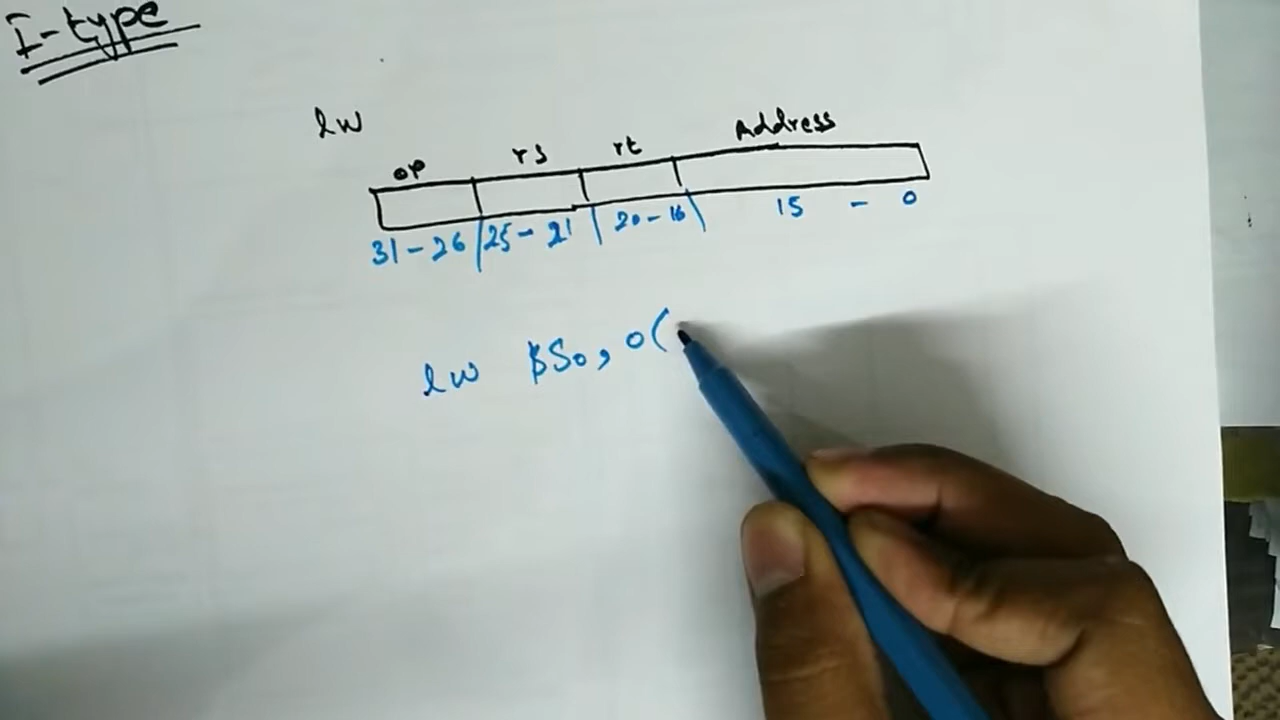 I-type
lw
op rs rt Address
31-26 25-21 20-16 15 - 0
lw $S0, 0(